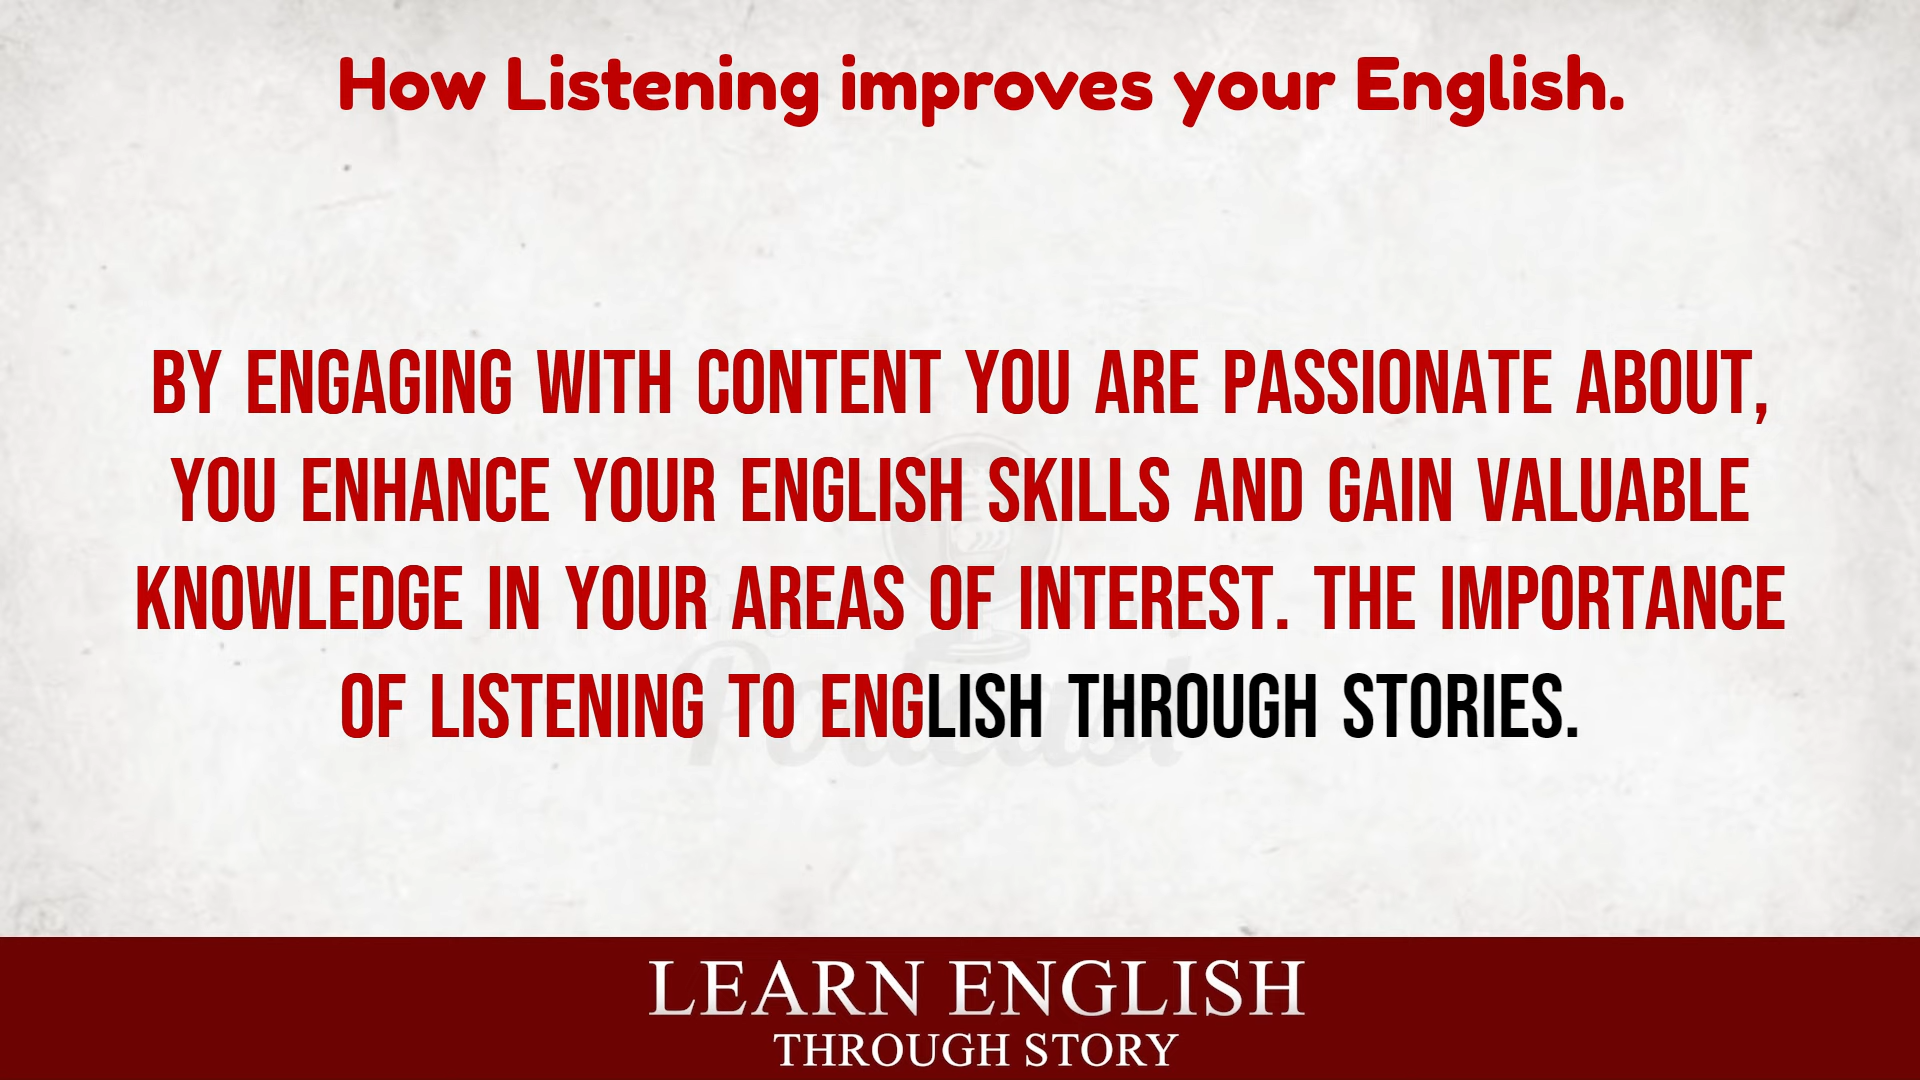 How Listening improves your English.
BY ENGAGING WITH CONTENT YOU ARE PASSIONATE ABOUT,
YOU ENHANCE YOUR ENGLISH SKILLS AND GAIN VALUABLE
KNOWLEDGE IN YOUR AREAS OF INTEREST. THE IMPORTANCE
OF LISTENING TO ENGLISH THROUGH STORIES.
Podcast
LEARN ENGLISH
THROUGH STORY